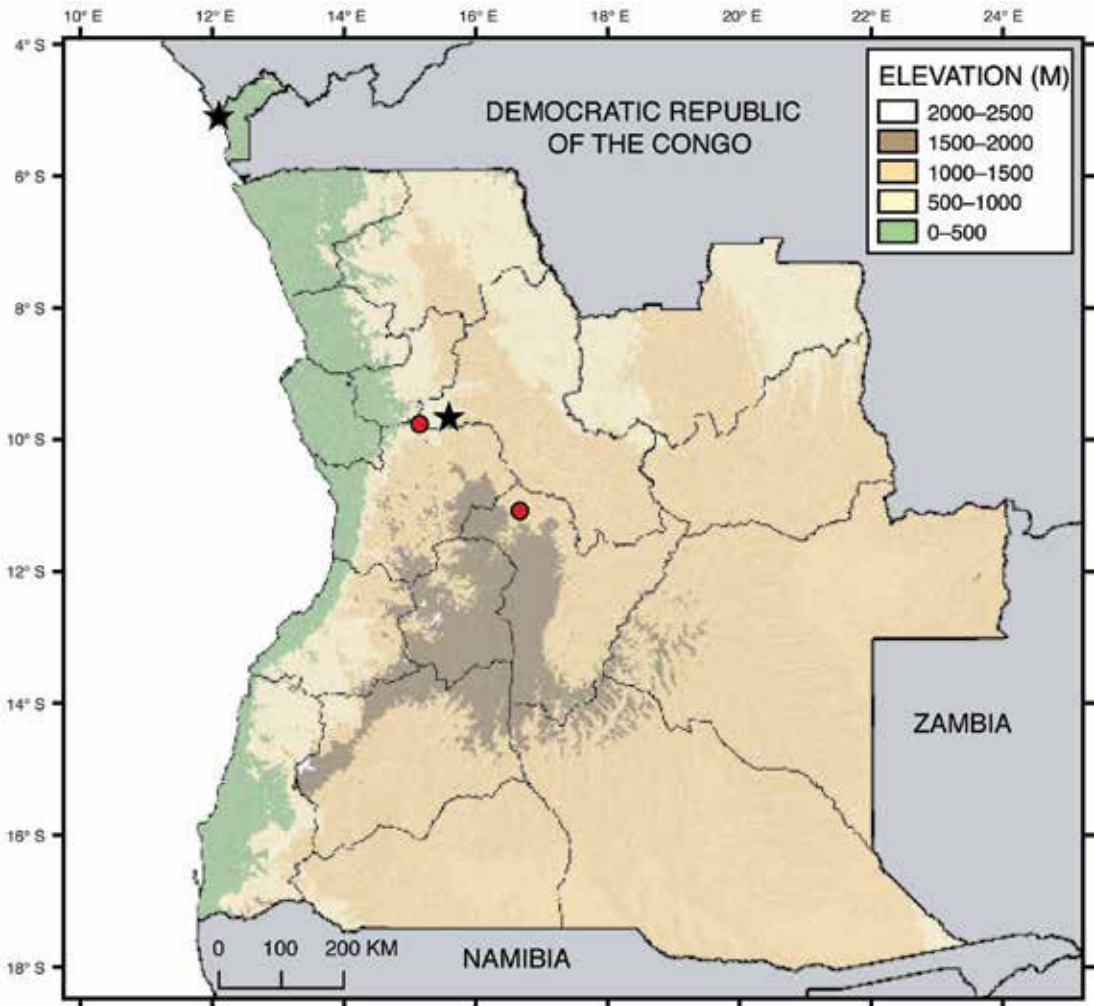 10° E 12° E 14° E 16° E 18° E 20° E 22° E 24° E
4° S
ELEVATION (M)
2000–2500
1500–2000
1000–1500
500–1000
0–500
DEMOCRATIC REPUBLIC
OF THE CONGO
6° S
8° S
10° S
12° S
14° S
ZAMBIA
16° S
0 100 200 KM
NAMIBIA
18° S